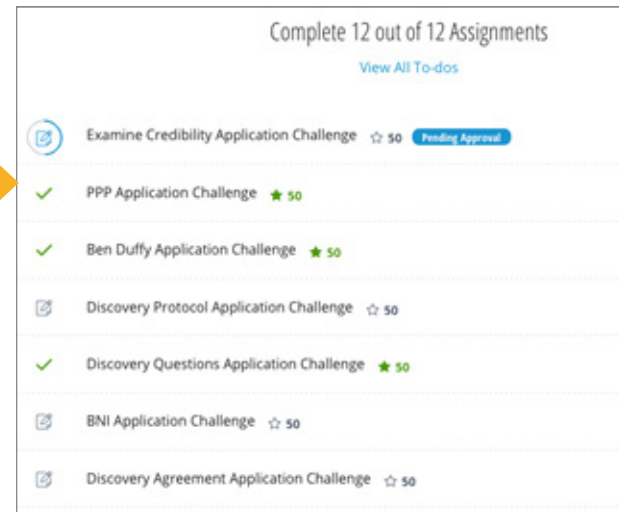 Complete 12 out of 12 Assignments
View All To-dos
Examine Credibility Application Challenge 50 Pending Approval
PPP Application Challenge 50
Ben Duffy Application Challenge 50
Discovery Protocol Application Challenge 50
Discovery Questions Application Challenge 50
BNI Application Challenge 50
Discovery Agreement Application Challenge 50